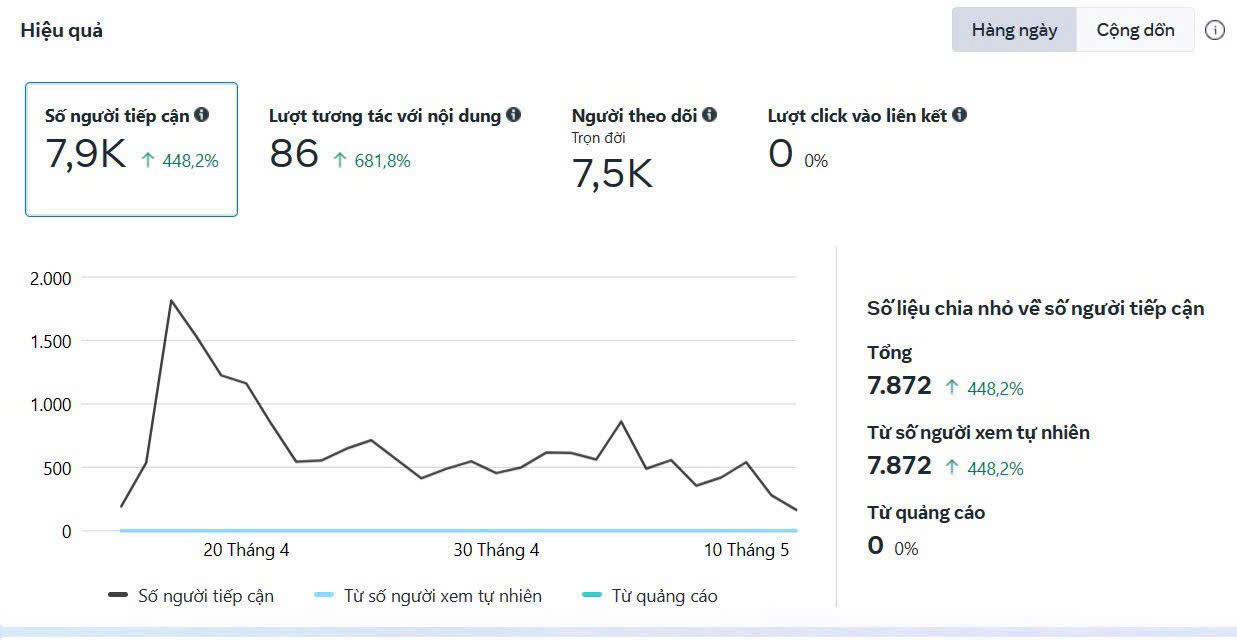 Hiệu quả
Hàng ngày
Cộng dồn
Số người tiếp cận
7,9K ↑ 448,2%
Lượt tương tác với nội dung
86 ↑ 681,8%
Người theo dõi
Trọn đời
7,5K
Lượt click vào liên kết
0 0%
2.000
1.500
1.000
500
0
20 Tháng 4
30 Tháng 4
10 Tháng 5
Số người tiếp cận
Từ số người xem tự nhiên
Từ quảng cáo
Số liệu chia nhỏ về số người tiếp cận
Tổng
7.872 ↑ 448,2%
Từ số người xem tự nhiên
7.872 ↑ 448,2%
Từ quảng cáo
0 0%